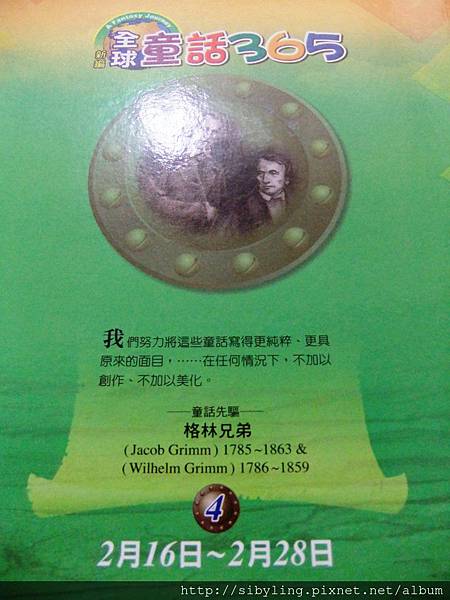 A Fantasy Journey
新編
全球
童話365
我們努力將這些童話寫得更純粹、更具
原來的面目，……在任何情況下，不加以
創作、不加以美化。
——童話先驅——
格林兄弟
(Jacob Grimm) 1785~1863 &
(Wilhelm Grimm) 1786~1859
4
2月16日~2月28日
http://sibyling.pixnet.net/album